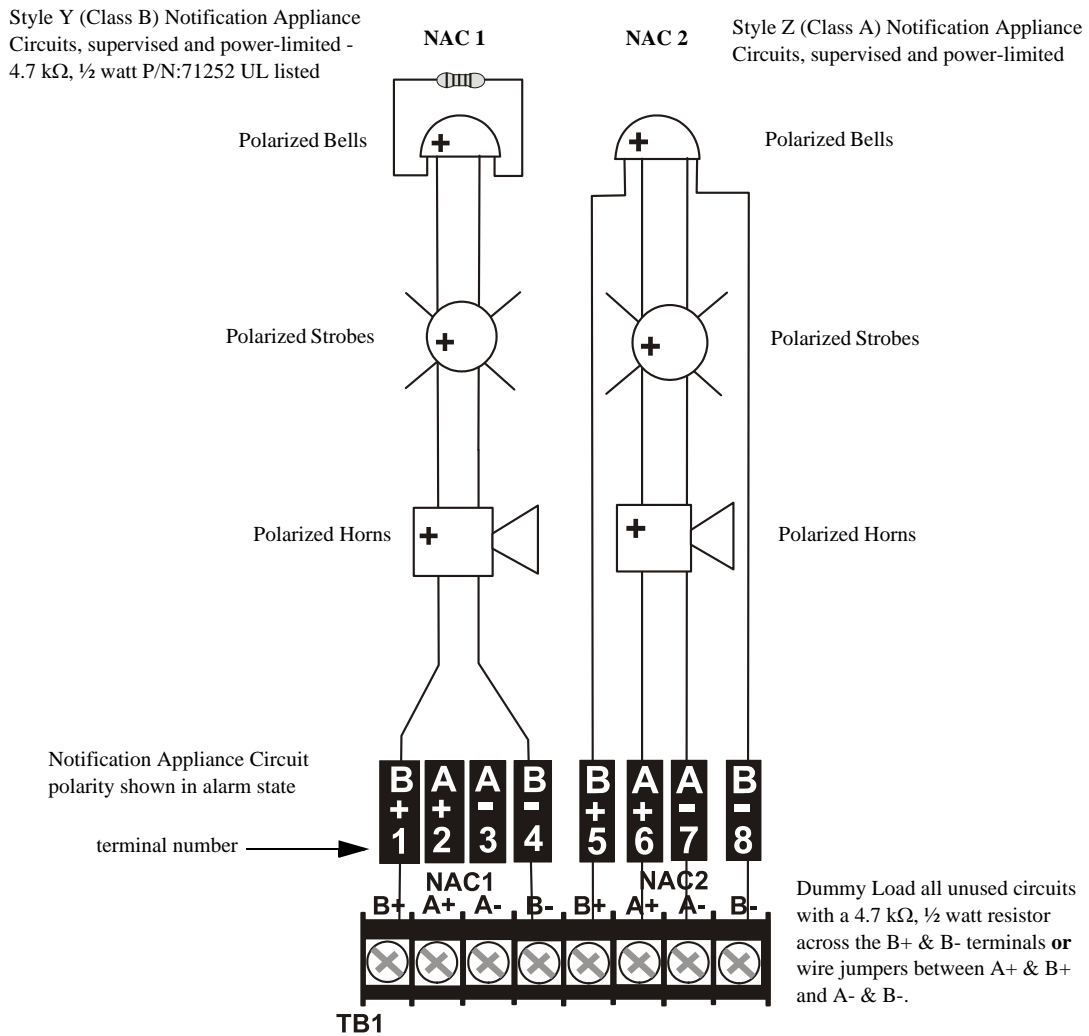 Style Y (Class B) Notification Appliance
Circuits, supervised and power-limited -
4.7 kΩ, ½ watt P/N:71252 UL listed
NAC 1
NAC 2
Style Z (Class A) Notification Appliance
Circuits, supervised and power-limited
Polarized Bells
+
+
Polarized Bells
Polarized Strobes
+
+
Polarized Strobes
Polarized Horns
+
+
Polarized Horns
Notification Appliance Circuit
polarity shown in alarm state
terminal number
B+1
A+2
A-3
B-4
B+5
A+6
A-7
B-8
NAC1
NAC2
B+ A+ A- B- B+ A+ A- B-
TB1
Dummy Load all unused circuits
with a 4.7 kΩ, ½ watt resistor
across the B+ & B- terminals or
wire jumpers between A+ & B+
and A- & B-.